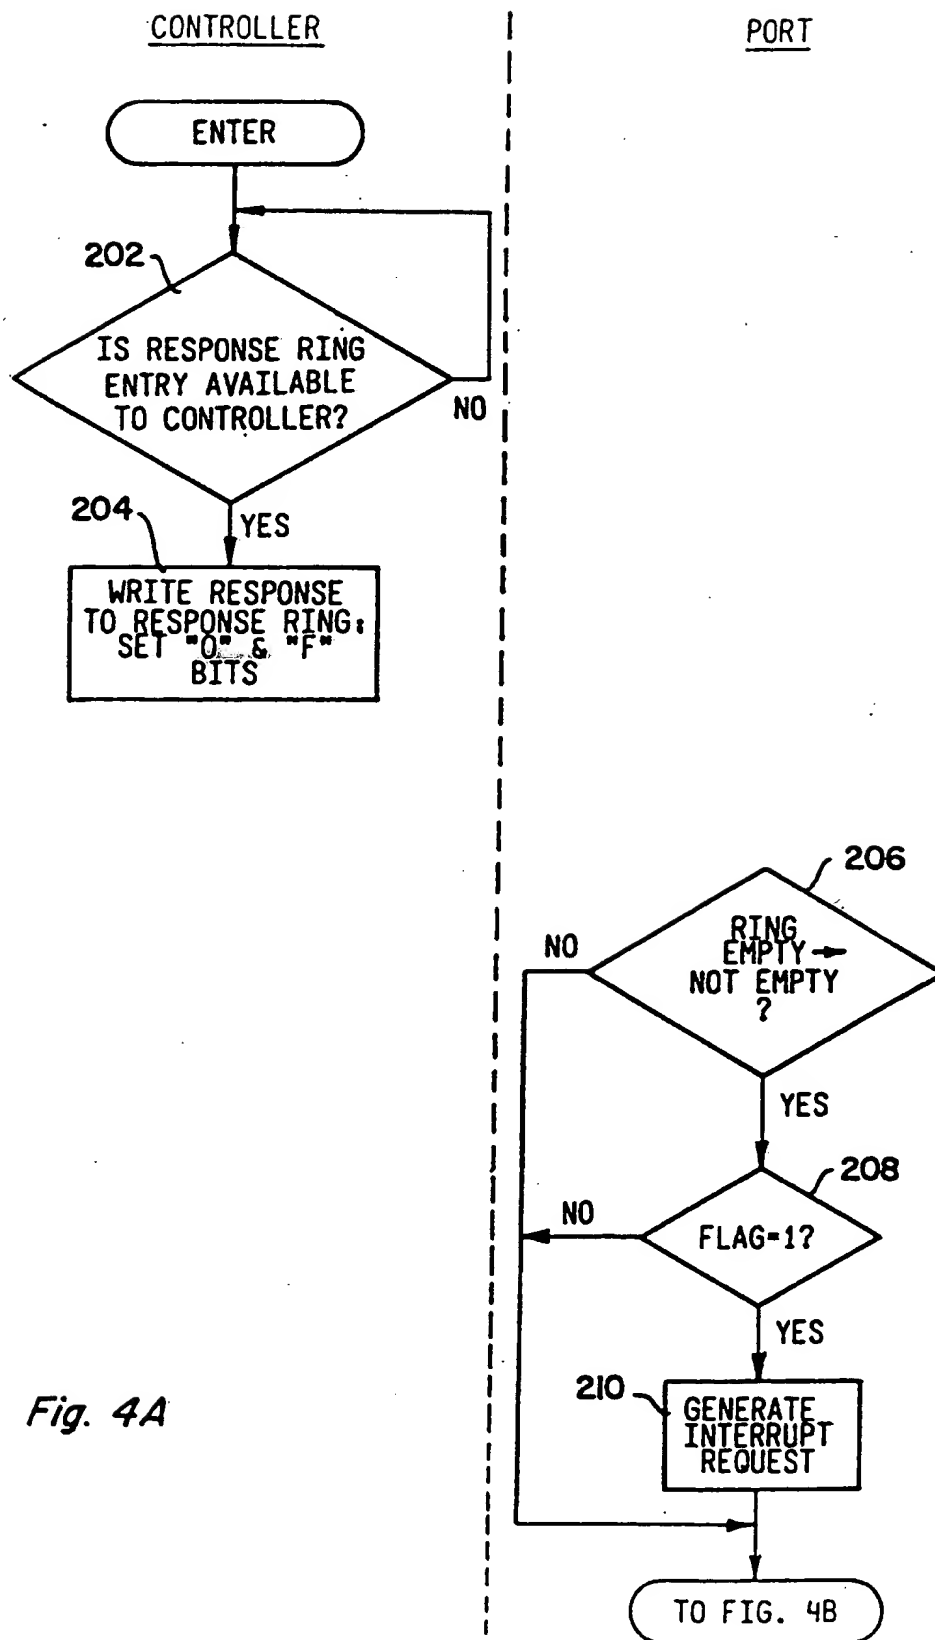 CONTROLLER
PORT
ENTER
202
IS RESPONSE RING
ENTRY AVAILABLE
TO CONTROLLER?
NO
204
YES
WRITE RESPONSE
TO RESPONSE RING:
SET "O" & "F"
BITS
206
RING
EMPTY→
NOT EMPTY
?
NO
YES
208
FLAG=1?
NO
YES
210
GENERATE
INTERRUPT
REQUEST
Fig. 4A
TO FIG. 4B